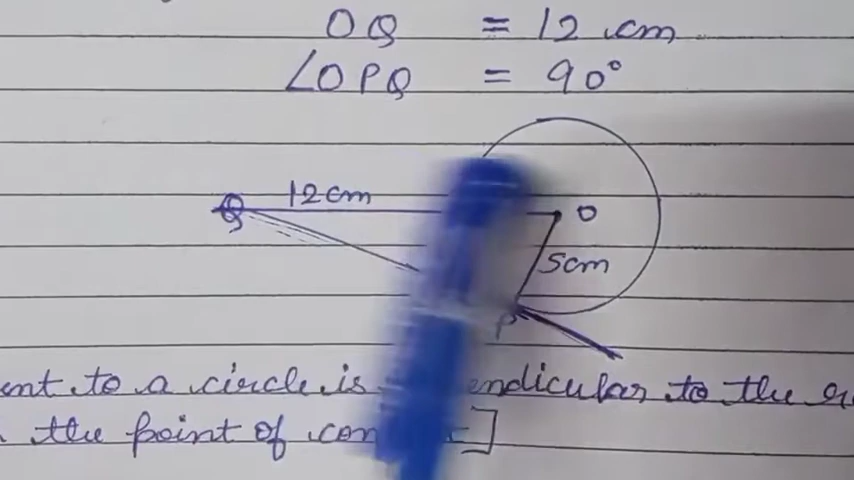 OQ = 12 cm
∠OPQ = 90°
Q 12cm O
5cm
P
ent to a circle is endicular to the
the point of con t]